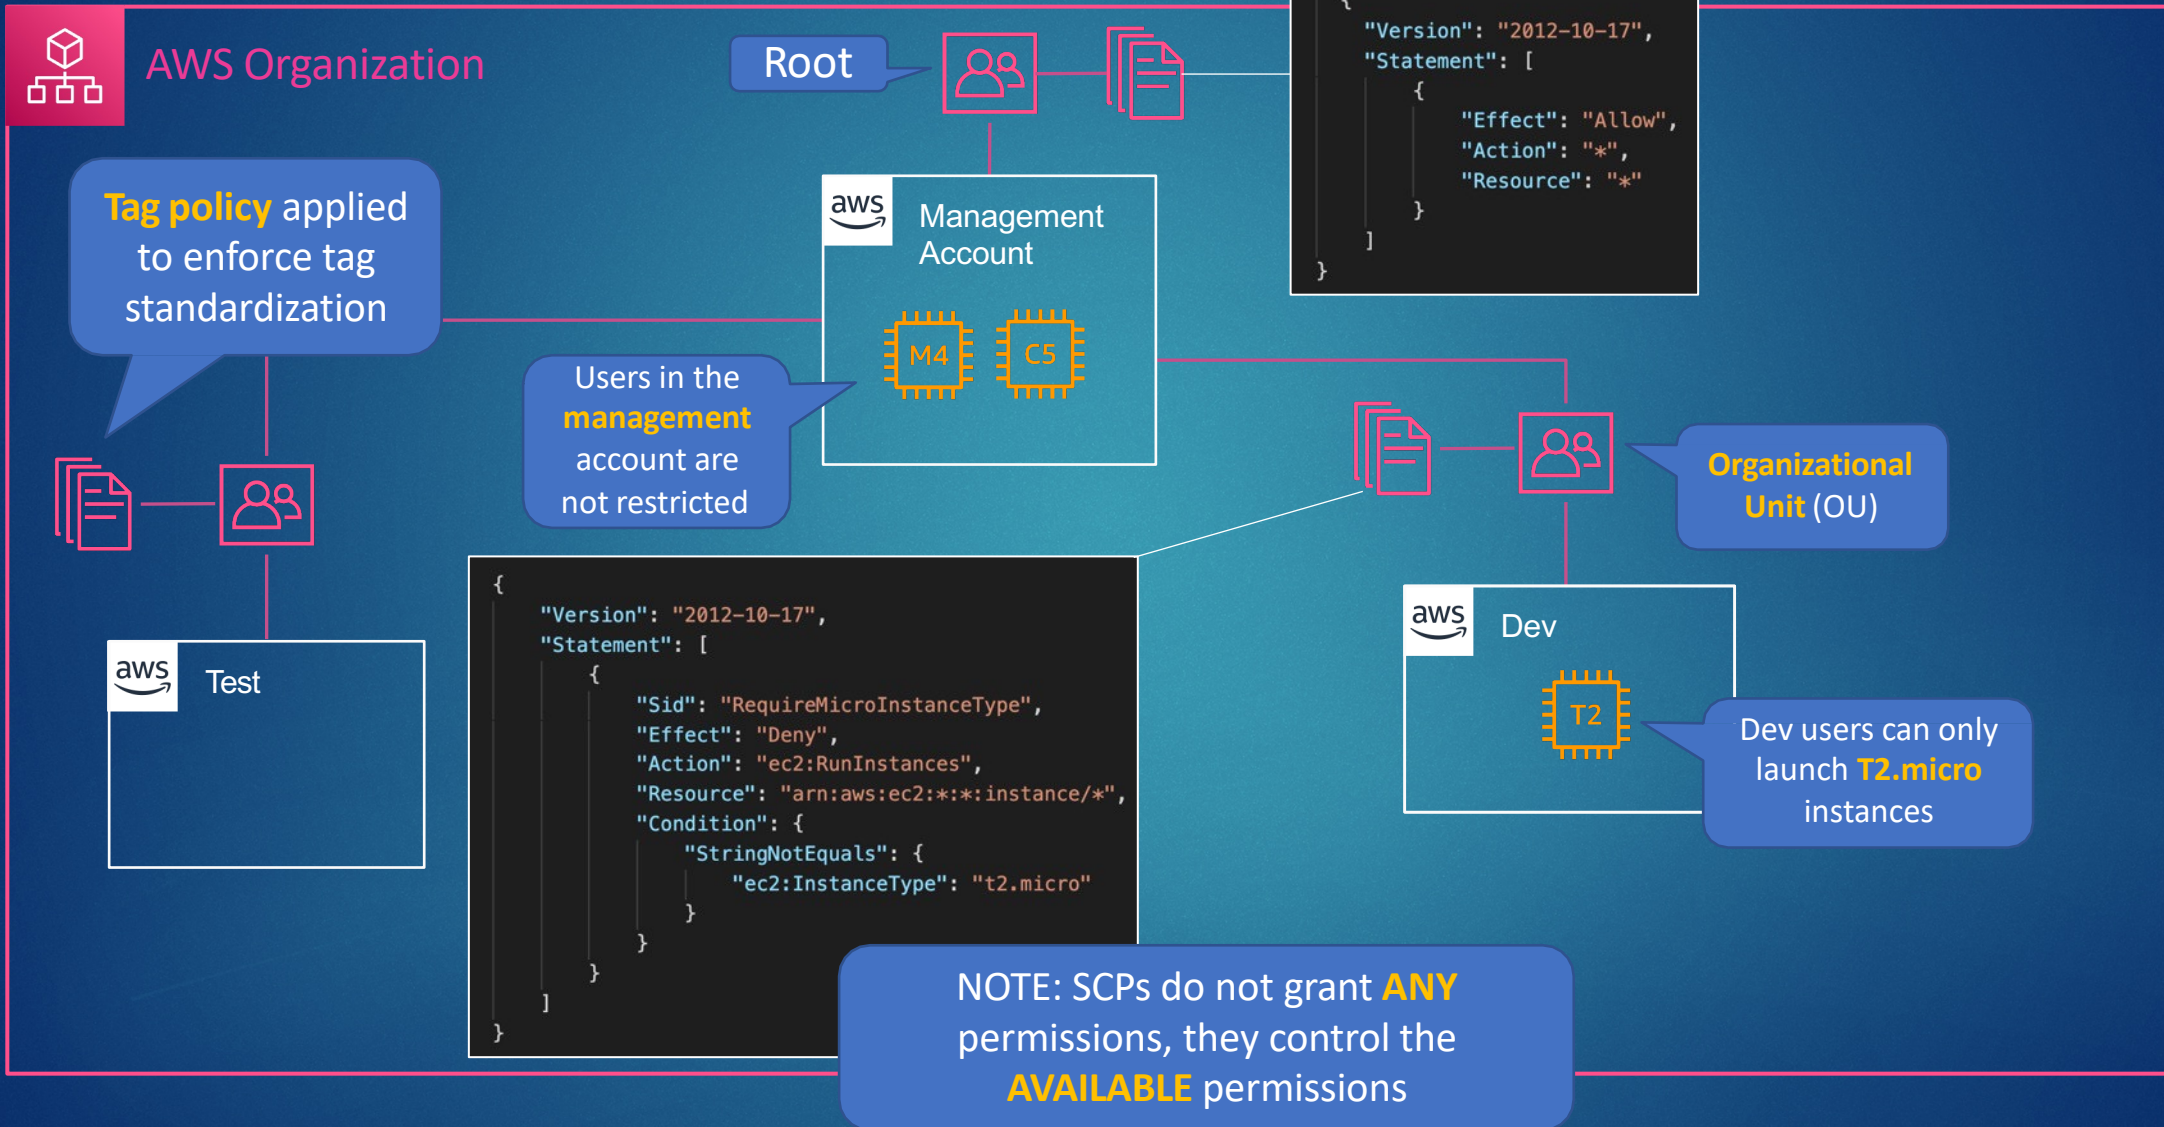 AWS Organization
Root
{
"Version": "2012-10-17",
"Statement": [
{
"Effect": "Allow",
"Action": "*",
"Resource": "*"
}
]
}
Tag policy applied
to enforce tag
standardization
aws
Management
Account
M4
C5
Users in the
management
account are
not restricted
Organizational
Unit (OU)
aws
Test
{
"Version": "2012-10-17",
"Statement": [
{
"Sid": "RequireMicroInstanceType",
"Effect": "Deny",
"Action": "ec2:RunInstances",
"Resource": "arn:aws:ec2:*:*:instance/*",
"Condition": {
"StringNotEquals": {
"ec2:InstanceType": "t2.micro"
}
}
}
]
}
aws
Dev
T2
Dev users can only
launch T2.micro
instances
NOTE: SCPs do not grant ANY
permissions, they control the
AVAILABLE permissions